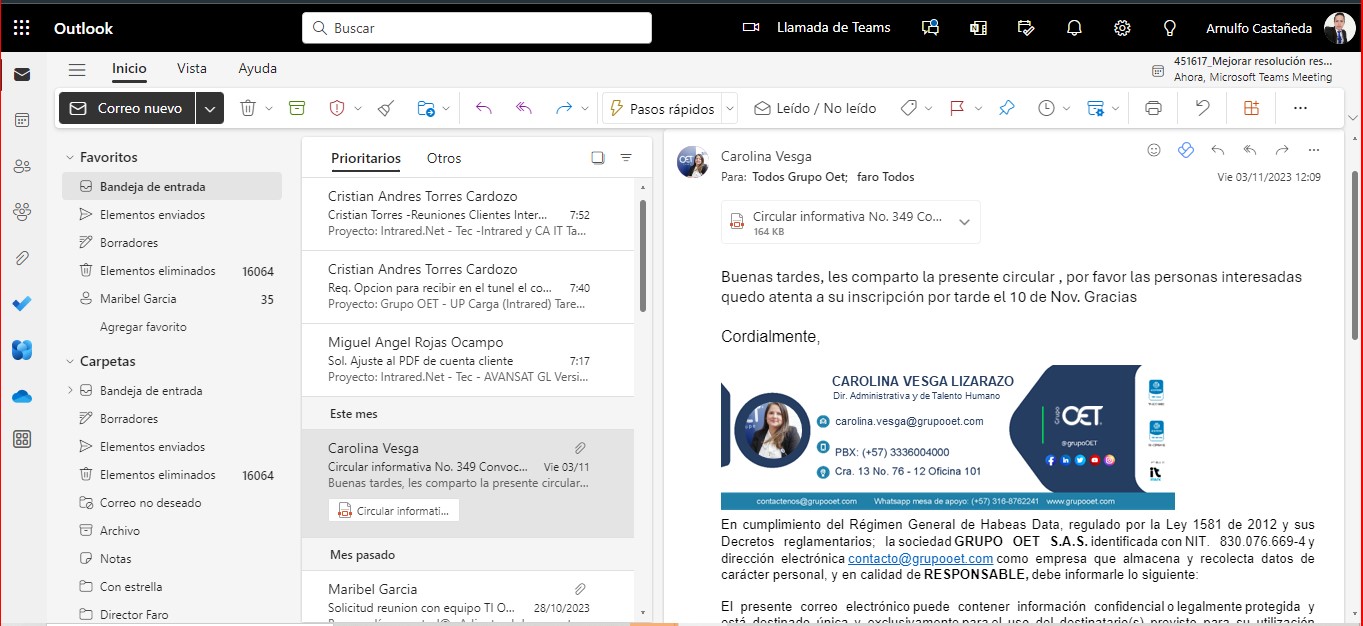 Outlook
Buscar
Llamada de Teams
Arnulfo Castañeda
Inicio
Vista
Ayuda
451617_Mejorar resolución res...
Ahora, Microsoft Teams Meeting
Correo nuevo
Pasos rápidos
Leído / No leído
Favoritos
Bandeja de entrada
Elementos enviados
Borradores
Elementos eliminados 16064
Maribel Garcia 35
Agregar favorito
Carpetas
Bandeja de entrada
Borradores
Elementos enviados
Elementos eliminados 16064
Correo no deseado
Archivo
Notas
Con estrella
Director Faro
Prioritarios
Otros
Cristian Andres Torres Cardozo
Cristian Torres -Reuniones Clientes Inter... 7:52
Proyecto: Intrared.Net - Tec -Intrared y CA IT Ta...
Cristian Andres Torres Cardozo
Req. Opcion para recibir en el tunel el co... 7:40
Proyecto: Grupo OET - UP Carga (Intrared) Tare...
Miguel Angel Rojas Ocampo
Sol. Ajuste al PDF de cuenta cliente 7:17
Proyecto: Intrared.Net - Tec - AVANSAT GL Versi...
Este mes
Carolina Vesga
Circular informativa No. 349 Convoc... Vie 03/11
Buenas tardes, les comparto la presente circular...
Circular informati...
Mes pasado
Maribel Garcia
Solicitud reunion con equipo TI O... 28/10/2023
Carolina Vesga
Para: Todos Grupo Oet; faro Todos
Vie 03/11/2023 12:09
Circular informativa No. 349 Co...
164 KB
Buenas tardes, les comparto la presente circular , por favor las personas interesadas
quedo atenta a su inscripción por tarde el 10 de Nov. Gracias
Cordialmente,
CAROLINA VESGA LIZARAZO
Dir. Administrativa y de Talento Humano
carolina.vesga@grupooet.com
PBX: (+57) 3336004000
Cra. 13 No. 76 - 12 Oficina 101
Grupo
OET
@grupoOET
contactenos@grupooet.com Whatsapp mesa de apoyo: (+57) 316-8762241 www.grupooet.com
En cumplimiento del Régimen General de Habeas Data, regulado por la Ley 1581 de 2012 y sus
Decretos reglamentarios; la sociedad GRUPO OET S.A.S. identificada con NIT. 830.076.669-4 y
dirección electrónica contacto@grupooet.com como empresa que almacena y recolecta datos de
carácter personal, y en calidad de RESPONSABLE, debe informarle lo siguiente:
El presente correo electrónico puede contener información confidencial o legalmente protegida y
está destinado única y exclusivamente para el uso del destinatario(s) previsto para su utilización